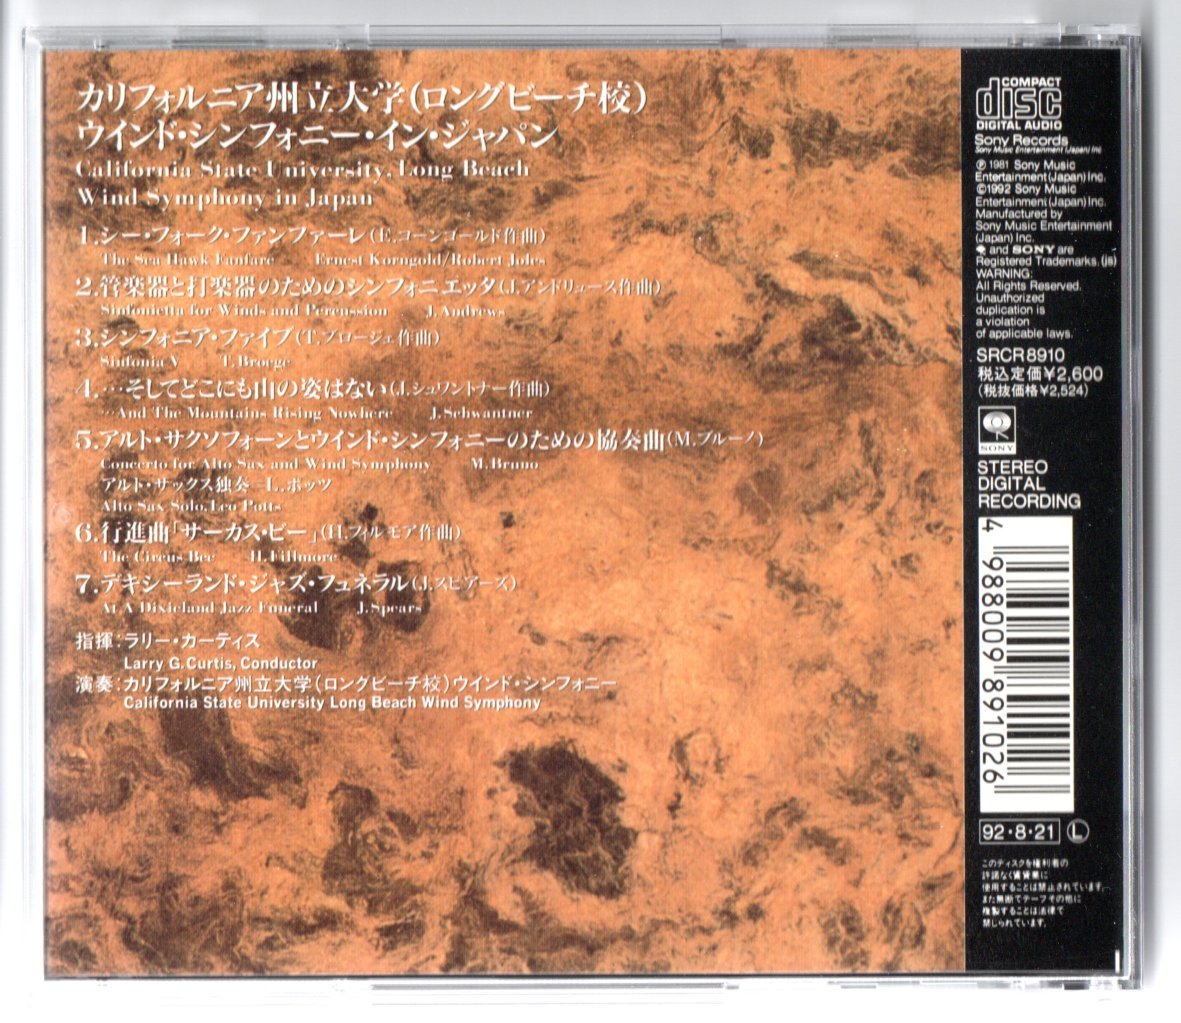 カリフォルニア州立大学(ロングビーチ校)
ウインド・シンフォニー・イン・ジャパン
California State University, Long Beach
Wind Symphony in Japan
1.シー・フォーク・ファンファーレ(E.コーンゴールド作曲)
The Sea Hawk Fanfare Ernest Korngold/Robert Joles
2.管楽器と打楽器のためのシンフォニエッタ(J.アンドリュース作曲)
Sinfonietta for Winds and Percussion J.Andrews
3.シンフォニア・ファイブ(T.ブロージェ作曲)
Sinfonia V T.Broege
4.…そしてどこにも山の姿はない(J.シュワントナー作曲)
…And The Mountains Rising Nowhere J.Schwantner
5.アルト・サクソフォーンとウインド・シンフォニーのための協奏曲(M.ブルーノ)
Concerto for Alto Sax and Wind Symphony M.Bruno
アルト・サックス独奏=L.ポッツ
Alto Sax Solo,Leo Potts
6.行進曲「サーカス・ビー」(H.フィルモア作曲)
The Circus Bee H.Fillmore
7.デキシーランド・ジャズ・フュネラル(J.スピアーズ)
At A Dixieland Jazz Funeral J.Spears
指揮:ラリー・カーティス
Larry G.Curtis, Conductor
演奏:カリフォルニア州立大学(ロングビーチ校)ウインド・シンフォニー
California State University Long Beach Wind Symphony
COMPACT
disc
DIGITAL AUDIO
Sony Records
Sony Music Entertainment (Japan) Inc.
℗ 1981 Sony Music
Entertainment (Japan) Inc.
©1992 Sony Music
Entertainment (Japan) Inc.
Manufactured by
Sony Music Entertainment
(Japan) Inc.
and SONY are
Registered Trademarks. (js)
WARNING:
All Rights Reserved.
Unauthorized
duplication is
a violation
of applicable laws.
SRCR 8910
税込定価¥2,600
(税抜価格¥2,524)
SONY
STEREO
DIGITAL
RECORDING
4 988009 891026
92・8・21 Ⓛ
このディスクを権利者の
許諾なく賃貸業に
使用することは禁止されています。
また無断でテープその他に
複製することは法律で
禁じられています。